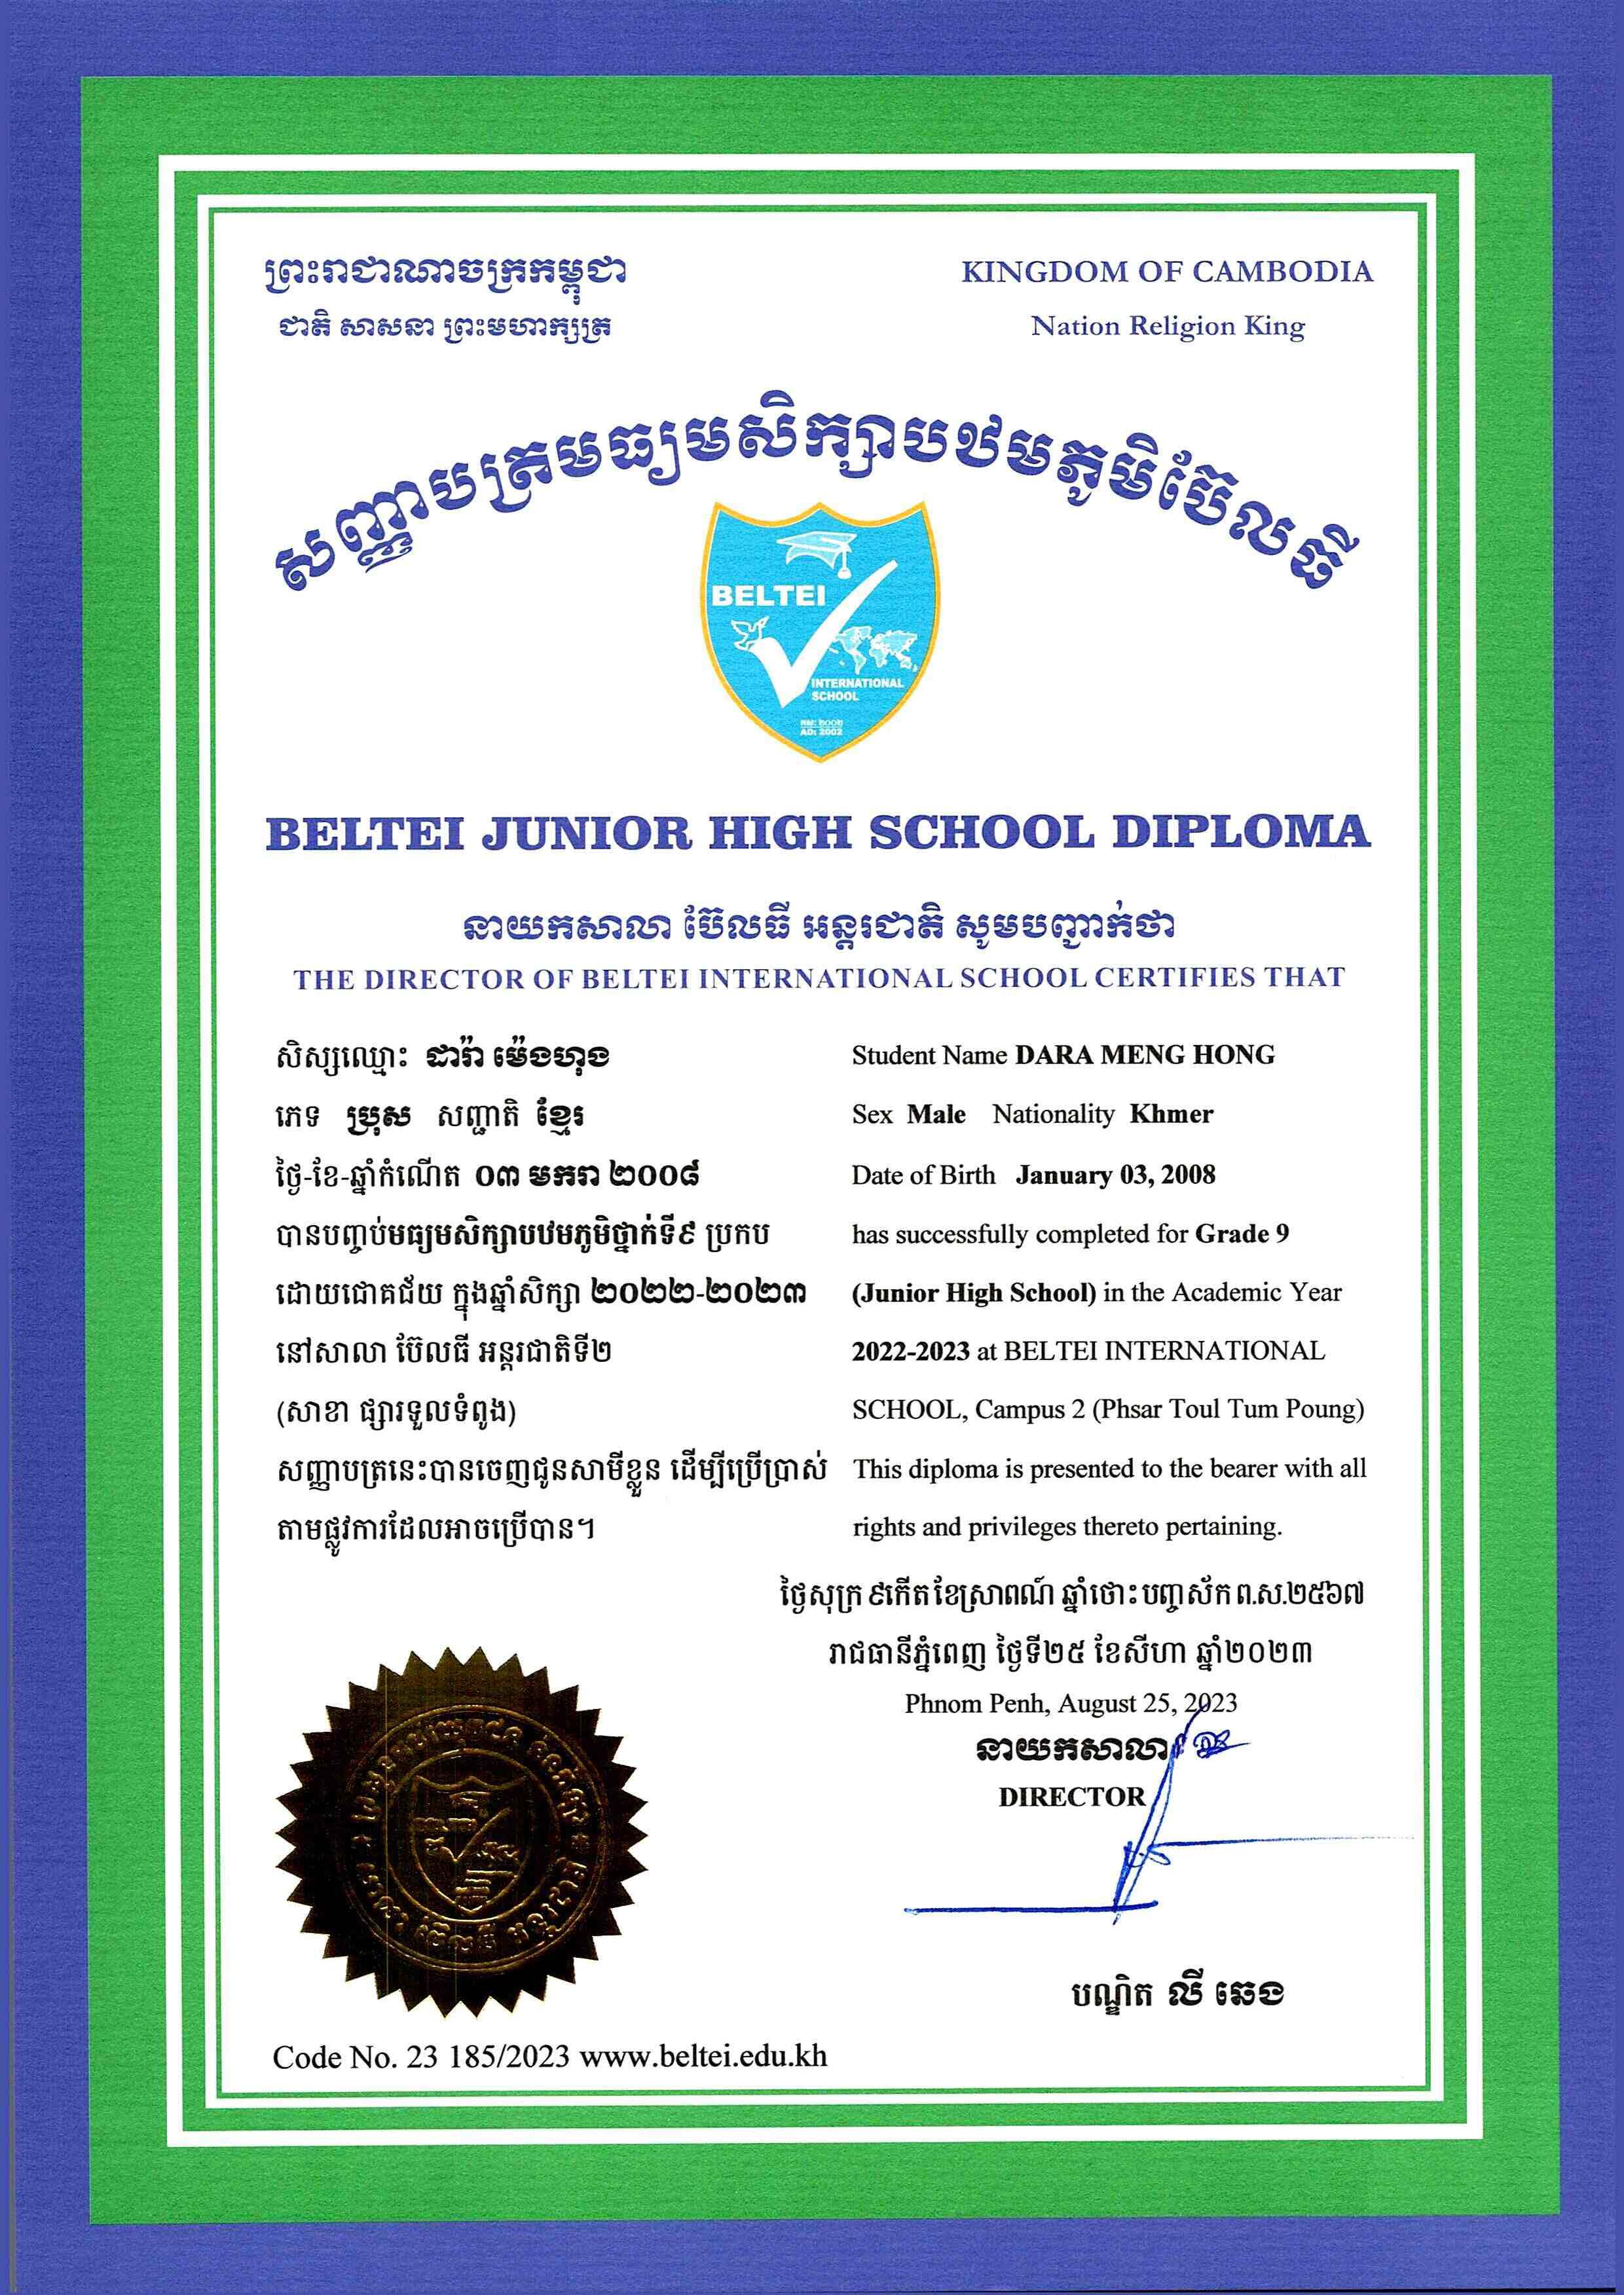 ព្រះរាជាណាចក្រកម្ពុជា
ជាតិ សាសនា ព្រះមហាក្សត្រ
KINGDOM OF CAMBODIA
Nation Religion King
សញ្ញាបត្រមធ្យមសិក្សាបឋមភូមិប៊ែលធី
BELTEI
INTERNATIONAL
SCHOOL
AD: 2002
BELTEI JUNIOR HIGH SCHOOL DIPLOMA
នាយកសាលា ប៊ែលធី អន្តរជាតិ សូមបញ្ជាក់ថា
THE DIRECTOR OF BELTEI INTERNATIONAL SCHOOL CERTIFIES THAT
សិស្សឈ្មោះ ដារ៉ា ម៉េងហុង
ភេទ ប្រុស សញ្ជាតិ ខ្មែរ
ថ្ងៃ-ខែ-ឆ្នាំកំណើត ០៣ មករា ២០០៨
បានបញ្ចប់មធ្យមសិក្សាបឋមភូមិថ្នាក់ទី៩ ប្រកប
ដោយជោគជ័យ ក្នុងឆ្នាំសិក្សា ២០២២-២០២៣
នៅសាលា ប៊ែលធី អន្តរជាតិទី២
(សាខា ផ្សារទួលទំពូង)
សញ្ញាបត្រនេះបានចេញជូនសាមីខ្លួន ដើម្បីប្រើប្រាស់
តាមផ្លូវការដែលអាចប្រើបាន។
Student Name DARA MENG HONG
Sex Male Nationality Khmer
Date of Birth January 03, 2008
has successfully completed for Grade 9
(Junior High School) in the Academic Year
2022-2023 at BELTEI INTERNATIONAL
SCHOOL, Campus 2 (Phsar Toul Tum Poung)
This diploma is presented to the bearer with all
rights and privileges thereto pertaining.
ថ្ងៃសុក្រ ៩កើត ខែស្រាពណ៍ ឆ្នាំថោះ បញ្ចស័ក ព.ស.២៥៦៧
រាជធានីភ្នំពេញ ថ្ងៃទី២៥ ខែសីហា ឆ្នាំ២០២៣
Phnom Penh, August 25, 2023
នាយកសាលា
DIRECTOR
បណ្ឌិត លី ឆេង
Code No. 23 185/2023 www.beltei.edu.kh